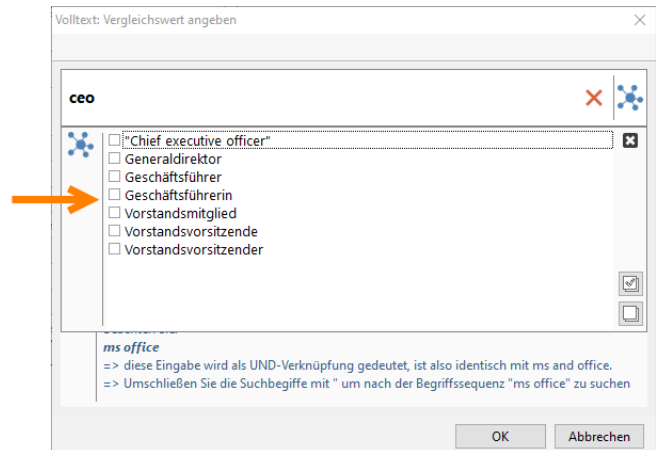 Volltext: Vergleichswert angeben
ceo
"Chief executive officer"
Generaldirektor
Geschäftsführer
Geschäftsführerin
Vorstandsmitglied
Vorstandsvorsitzende
Vorstandsvorsitzender
ms office
=> diese Eingabe wird als UND-Verknüpfung gedeutet, ist also identisch mit ms and office.
=> Umschließen Sie die Suchbegiffe mit " um nach der Begriffssequenz "ms office" zu suchen
OK Abbrechen